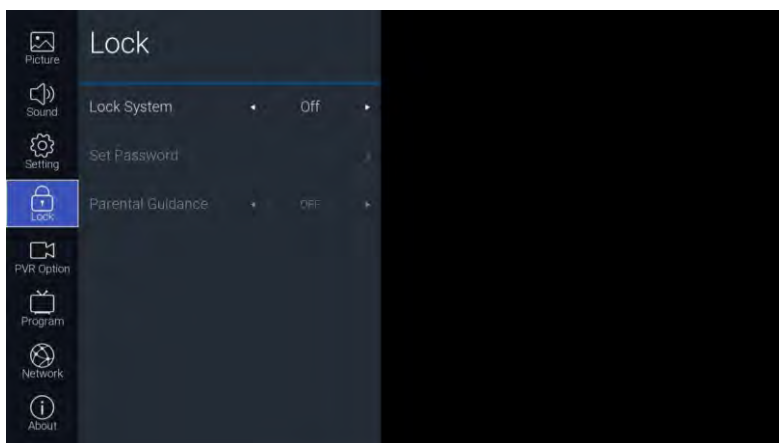 Picture
Sound
Setting
Lock
PVR Option
Program
Network
About
Lock
Lock System Off
Set Password
Parental Guidance OFF